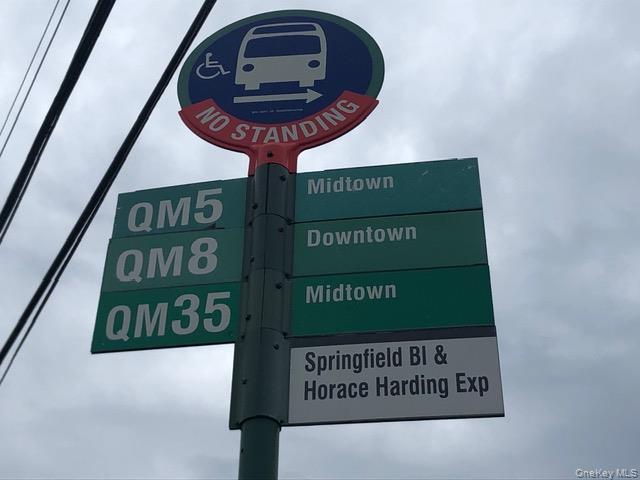 NO STANDING
QM5 Midtown
QM8 Downtown
QM35 Midtown
Springfield Bl &
Horace Harding Exp
OneKey MLS